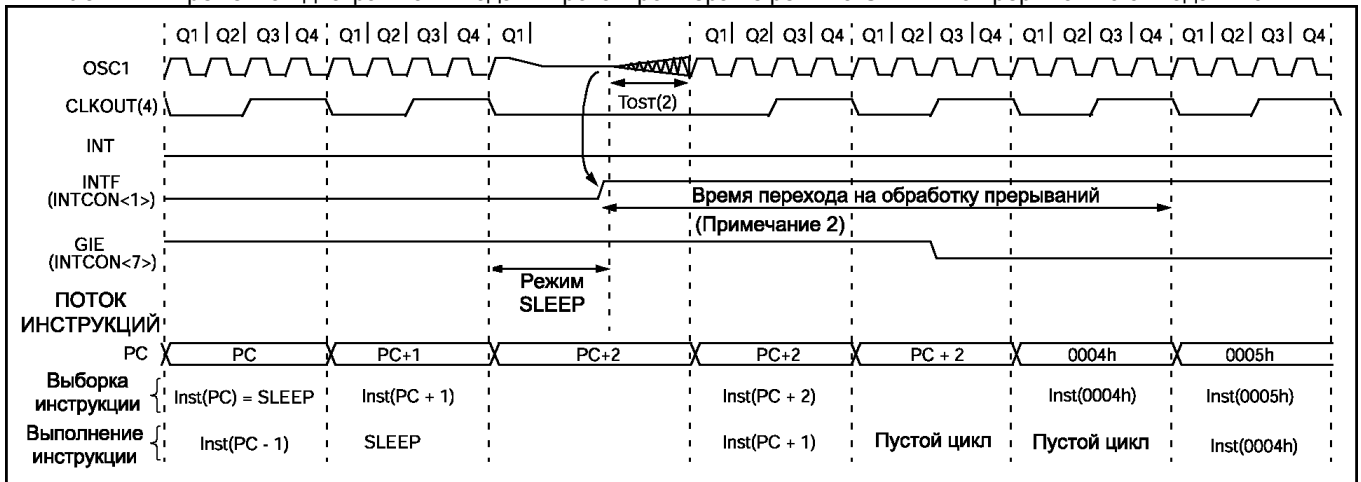 Q1 Q2 Q3 Q4 Q1 Q2 Q3 Q4 Q1 Q1 Q2 Q3 Q4 Q1 Q2 Q3 Q4 Q1 Q2 Q3 Q4 Q1 Q2 Q3 Q4
OSC1
TOST(2)
CLKOUT(4)
INT
INTF
(INTCON<1>)
Время перехода на обработку прерываний
(Примечание 2)
GIE
(INTCON<7>)
Режим
SLEEP
ПОТОК
ИНСТРУКЦИЙ
PC PC PC+1 PC+2 PC+2 PC + 2 0004h 0005h
Выборка
инструкции
Inst(PC) = SLEEP Inst(PC + 1) Inst(PC + 2) Inst(0004h) Inst(0005h)
Выполнение
инструкции
Inst(PC - 1) SLEEP Inst(PC + 1) Пустой цикл Пустой цикл Inst(0004h)